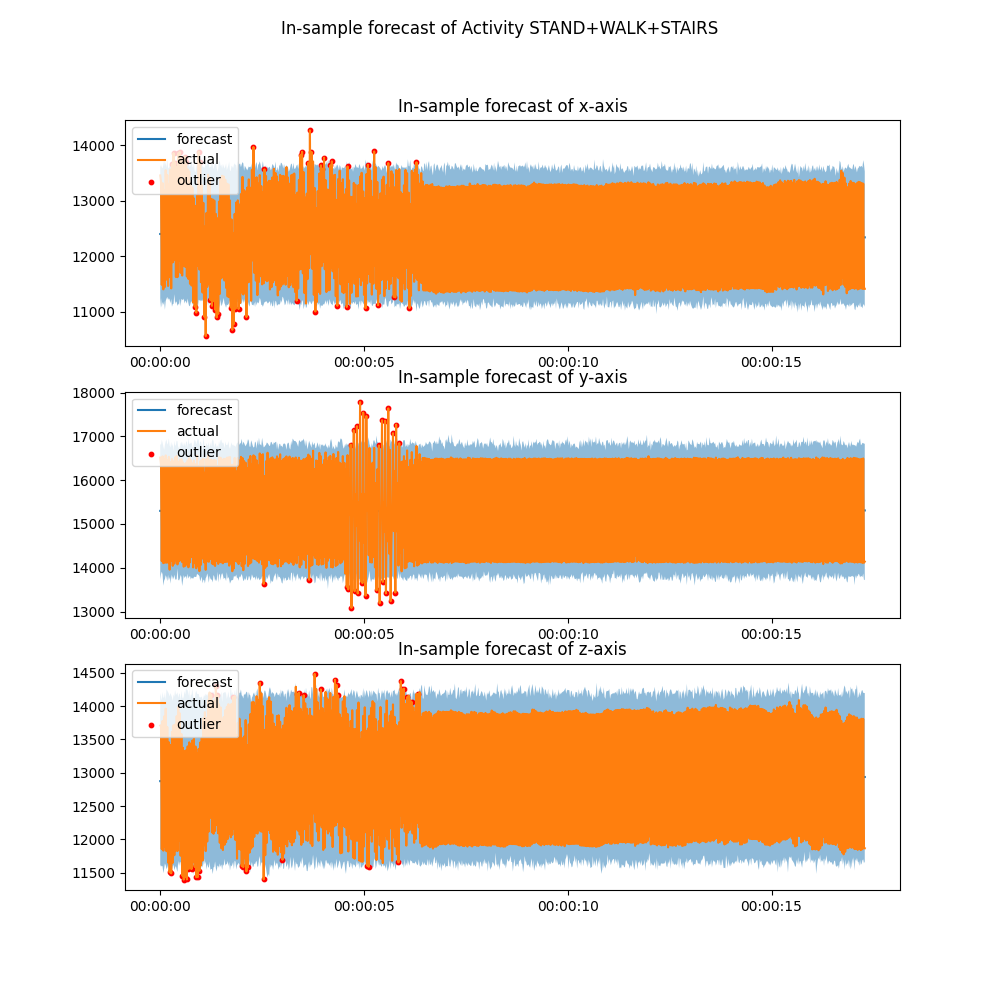 In-sample forecast of Activity STAND+WALK+STAIRS
In-sample forecast of x-axis
forecast
actual
outlier
14000
13000
12000
11000
00:00:00 00:00:05 00:00:10 00:00:15
In-sample forecast of y-axis
forecast
actual
outlier
18000
17000
16000
15000
14000
13000
00:00:00 00:00:05 00:00:10 00:00:15
In-sample forecast of z-axis
forecast
actual
outlier
14500
14000
13500
13000
12500
12000
11500
00:00:00 00:00:05 00:00:10 00:00:15